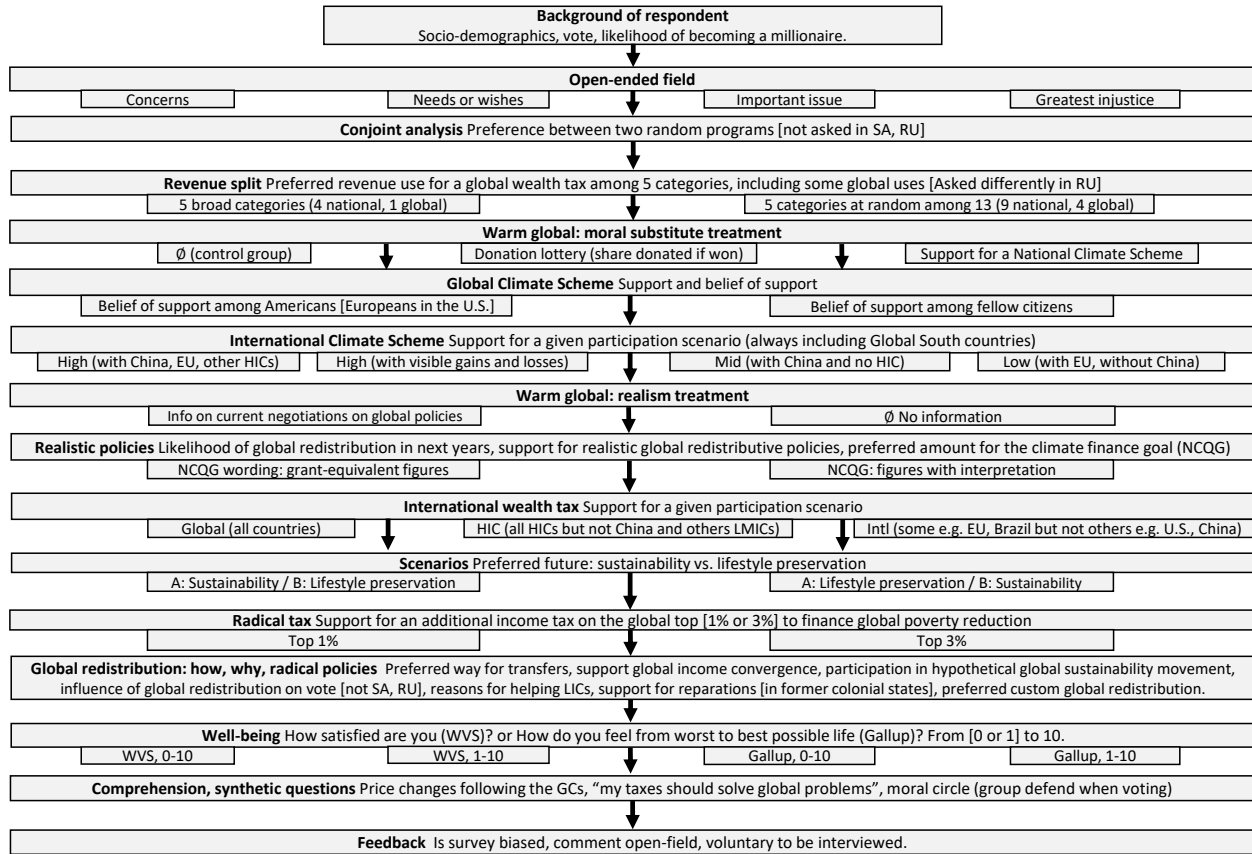 Background of respondent
Socio-demographics, vote, likelihood of becoming a millionaire.
Open-ended field
Concerns
Needs or wishes
Important issue
Greatest injustice
Conjoint analysis Preference between two random programs [not asked in SA, RU]
Revenue split Preferred revenue use for a global wealth tax among 5 categories, including some global uses [Asked differently in RU]
5 broad categories (4 national, 1 global)
5 categories at random among 13 (9 national, 4 global)
Warm global: moral substitute treatment
Ø (control group)
Donation lottery (share donated if won)
Support for a National Climate Scheme
Global Climate Scheme Support and belief of support
Belief of support among Americans [Europeans in the U.S.]
Belief of support among fellow citizens
International Climate Scheme Support for a given participation scenario (always including Global South countries)
High (with China, EU, other HICs)
High (with visible gains and losses)
Mid (with China and no HIC)
Low (with EU, without China)
Warm global: realism treatment
Info on current negotiations on global policies
Ø No information
Realistic policies Likelihood of global redistribution in next years, support for realistic global redistributive policies, preferred amount for the climate finance goal (NCQG)
NCQG wording: grant-equivalent figures
NCQG: figures with interpretation
International wealth tax Support for a given participation scenario
Global (all countries)
HIC (all HICs but not China and others LMICs)
Intl (some e.g. EU, Brazil but not others e.g. U.S., China)
Scenarios Preferred future: sustainability vs. lifestyle preservation
A: Sustainability / B: Lifestyle preservation
A: Lifestyle preservation / B: Sustainability
Radical tax Support for an additional income tax on the global top [1% or 3%] to finance global poverty reduction
Top 1%
Top 3%
Global redistribution: how, why, radical policies Preferred way for transfers, support global income convergence, participation in hypothetical global sustainability movement,
influence of global redistribution on vote [not SA, RU], reasons for helping LICs, support for reparations [in former colonial states], preferred custom global redistribution.
Well-being How satisfied are you (WVS)? or How do you feel from worst to best possible life (Gallup)? From [0 or 1] to 10.
WVS, 0-10
WVS, 1-10
Gallup, 0-10
Gallup, 1-10
Comprehension, synthetic questions Price changes following the GCs, “my taxes should solve global problems”, moral circle (group defend when voting)
Feedback Is survey biased, comment open-field, voluntary to be interviewed.